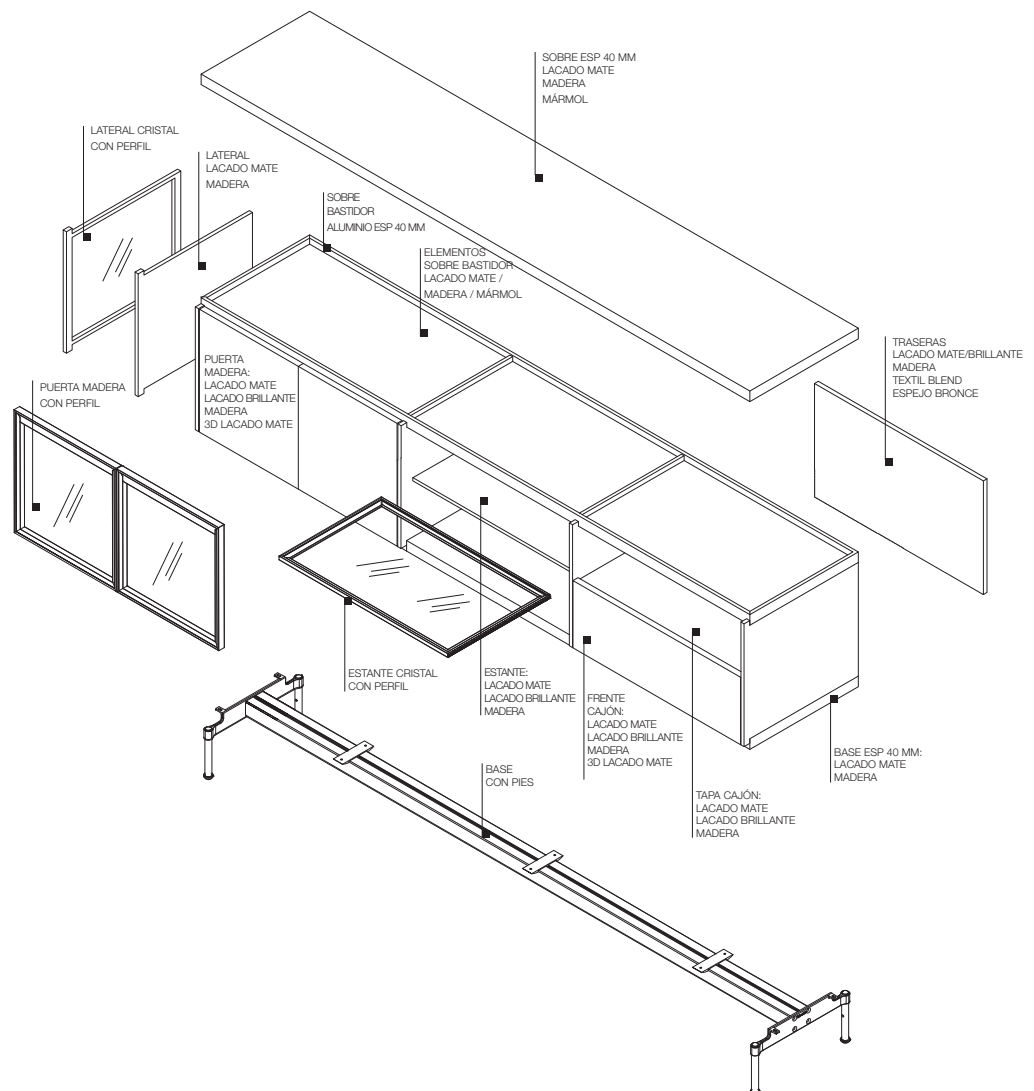 SOBRE ESP 40 MM
LACADO MATE
MADERA
MÁRMOL
LATERAL CRISTAL
CON PERFIL
LATERAL
LACADO MATE
MADERA
SOBRE
BASTIDOR
ALUMINIO ESP 40 MM
ELEMENTOS
SOBRE BASTIDOR
LACADO MATE /
MADERA / MÁRMOL
TRASERAS
LACADO MATE/BRILLANTE
MADERA
TEXTIL BLEND
ESPEJO BRONCE
PUERTA
MADERA:
LACADO MATE
LACADO BRILLANTE
MADERA
3D LACADO MATE
PUERTA MADERA
CON PERFIL
ESTANTE CRISTAL
CON PERFIL
ESTANTE:
LACADO MATE
LACADO BRILLANTE
MADERA
FRENTE
CAJÓN:
LACADO MATE
LACADO BRILLANTE
MADERA
3D LACADO MATE
BASE ESP 40 MM:
LACADO MATE
MADERA
BASE
CON PIES
TAPA CAJÓN:
LACADO MATE
LACADO BRILLANTE
MADERA